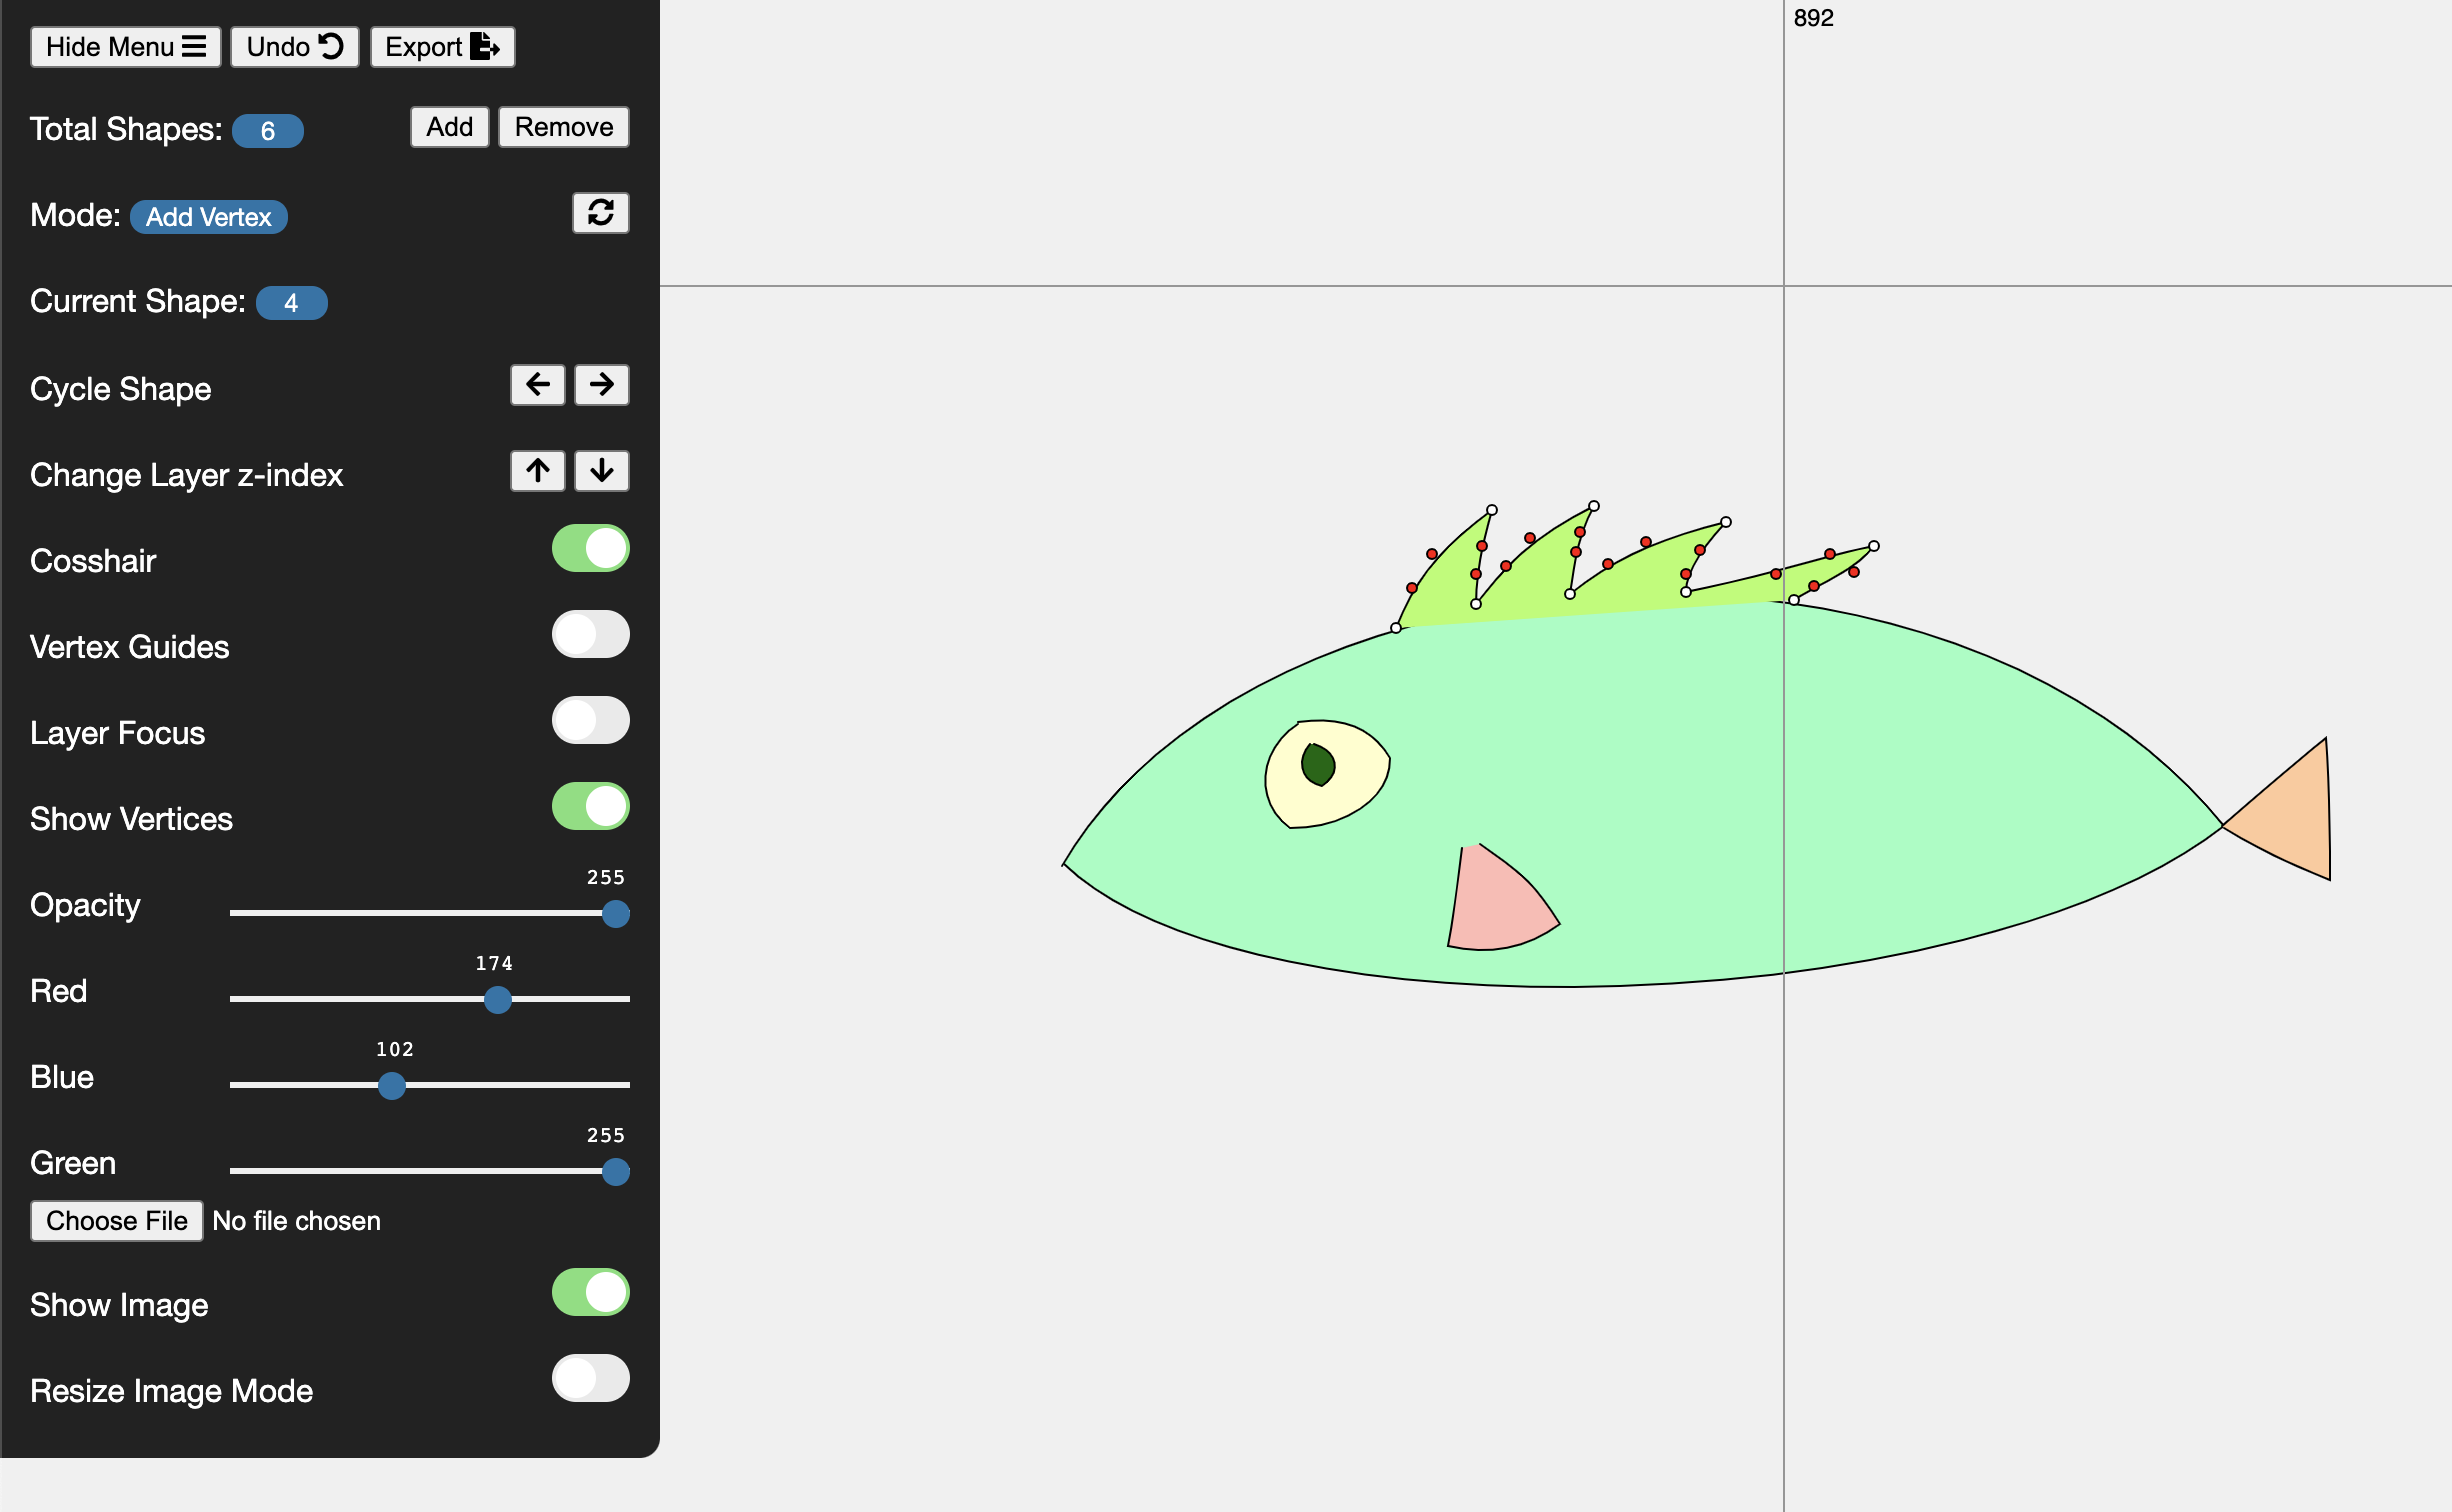 Hide Menu Undo Export
892
Total Shapes: 6 Add Remove
Mode: Add Vertex
Current Shape: 4
Cycle Shape
Change Layer z-index
Cosshair
Vertex Guides
Layer Focus
Show Vertices
255
Opacity
174
Red
102
Blue
255
Green
Choose File No file chosen
Show Image
Resize Image Mode